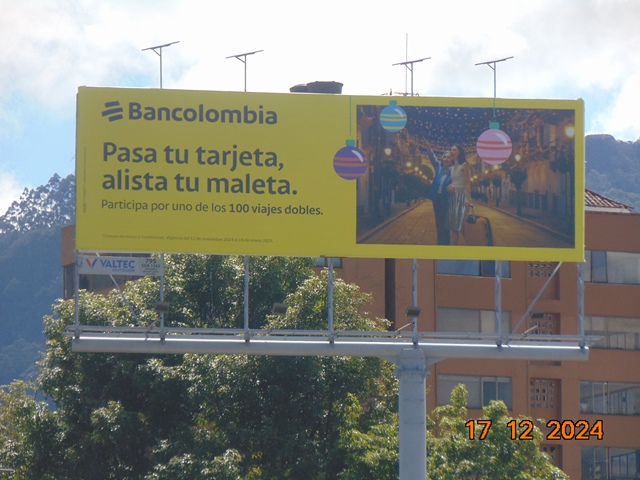 Bancolombia
Pasa tu tarjeta,
alista tu maleta.
Participa por uno de los 100 viajes dobles.
VALTEC
17 12 2024